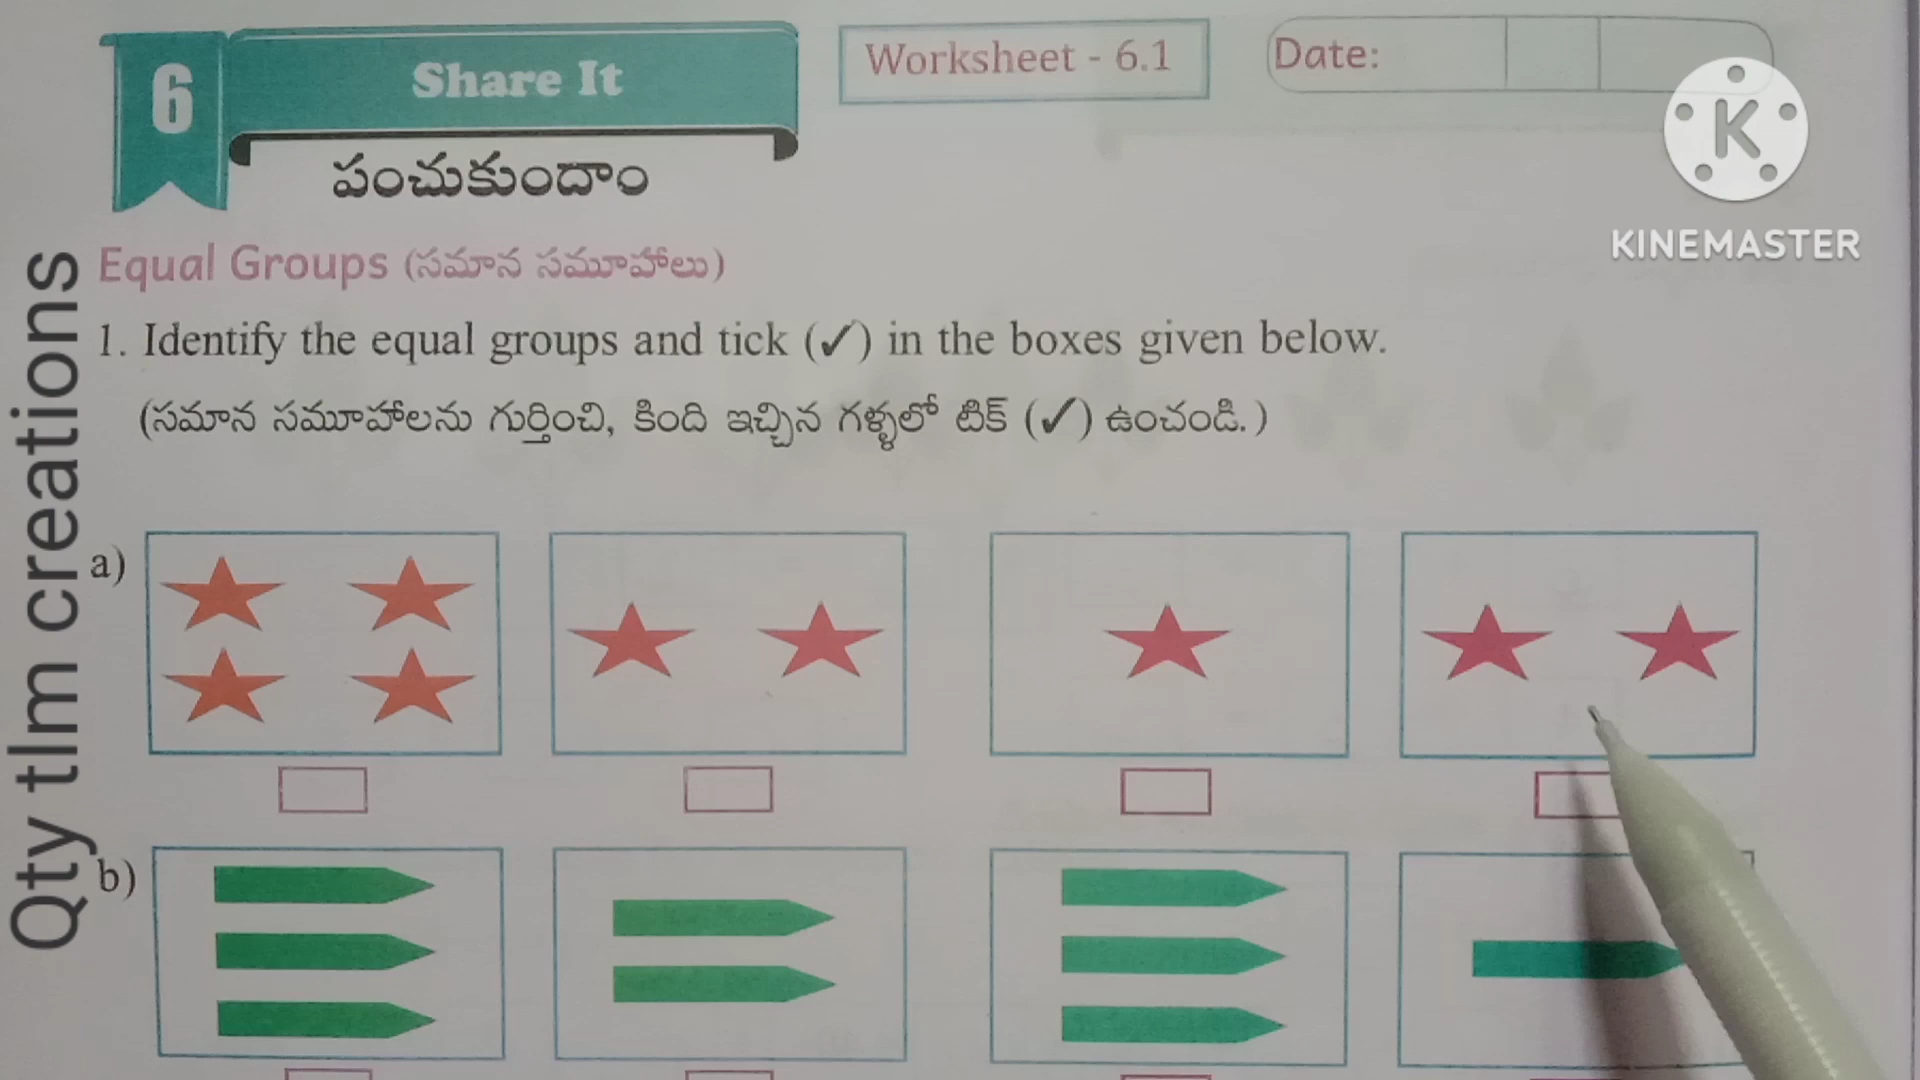 6
Share It
పంచుకుందాం
Worksheet - 6.1
Date:
K
KINEMASTER
Equal Groups (సమాన సమూహాలు)
1. Identify the equal groups and tick (✓) in the boxes given below.
(సమాన సమూహాలను గుర్తించి, కింది ఇచ్చిన గళ్ళలో టిక్ (✓) ఉంచండి.)
a)
b)
Qty tlm creations